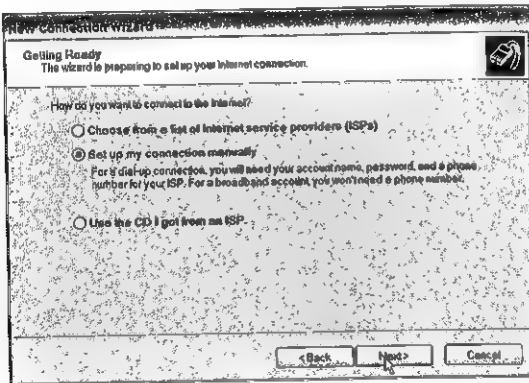 New Connection Wizard
Getting Ready
The wizard is preparing to set up your Internet connection.
How do you want to connect to the Internet?
Choose from a list of Internet service providers (ISPs)
Set up my connection manually
For a dial-up connection, you will need your account name, password, and a phone
number for your ISP. For a broadband account, you won't need a phone number.
Use the CD I got from an ISP
< Back
Next >
Cancel